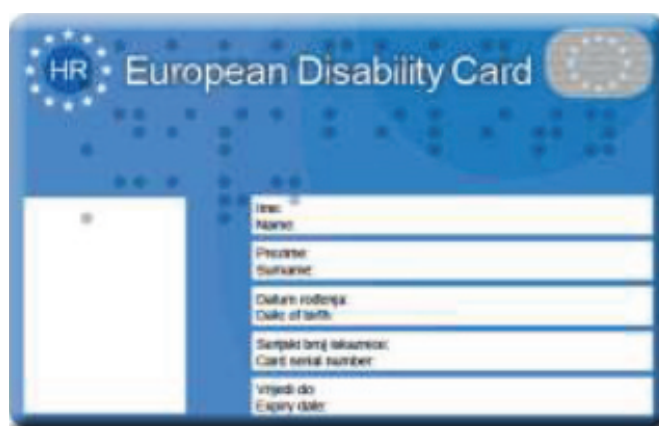 HR
European Disability Card
Ime:
Name:
Prezime:
Surname:
Datum rođenja:
Date of birth:
Serijski broj iskaznice:
Card serial number:
Vrijedi do:
Expiry date: